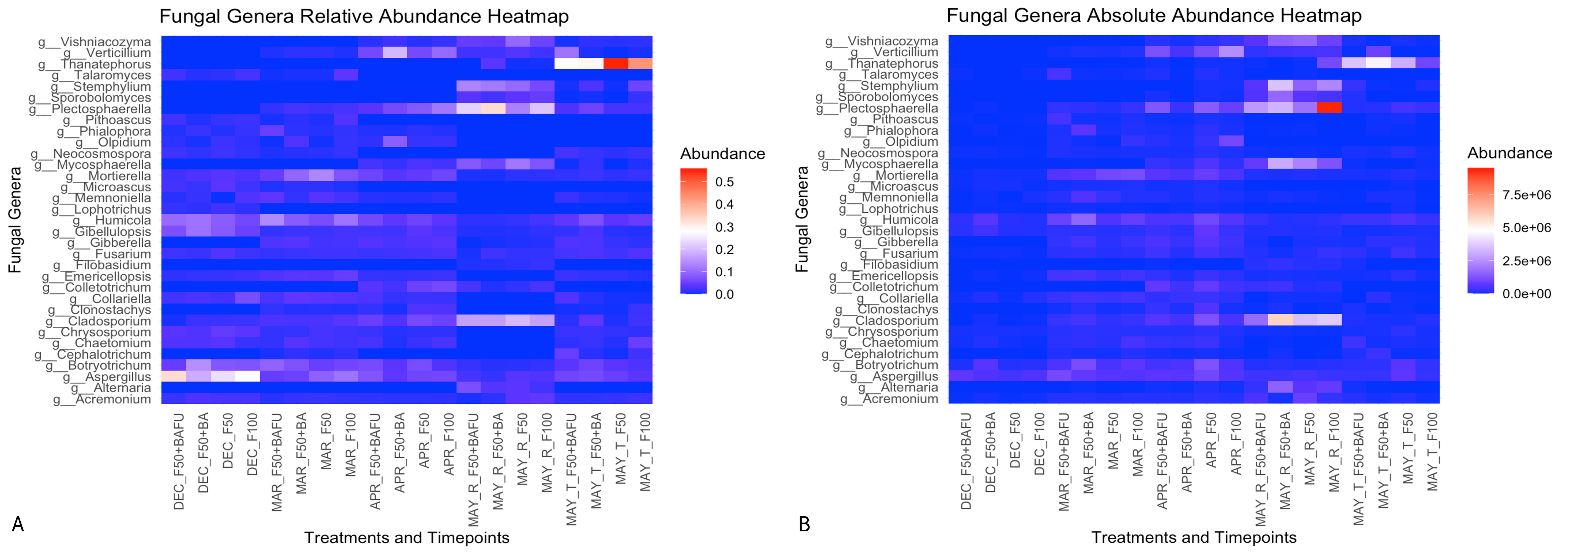 Fungal Genera Relative Abundance Heatmap
Fungal Genera
g__Vishniacozyma
g__Verticillium
g__Thanatephorus
g__Talaromyces
g__Stemphylium
g__Sporobolomyces
g__Plectosphaerella
g__Pithoascus
g__Phialophora
g__Olpidium
g__Neocosmospora
g__Mycosphaerella
g__Mortierella
g__Microascus
g__Memnoniella
g__Lophotrichus
g__Humicola
g__Gibellulopsis
g__Gibberella
g__Fusarium
g__Filobasidium
g__Emericellopsis
g__Colletotrichum
g__Collariella
g__Clonostachys
g__Cladosporium
g__Chrysosporium
g__Chaetomium
g__Cephalotrichum
g__Botryotrichum
g__Aspergillus
g__Alternaria
g__Acremonium
DEC_F50+BAFU
DEC_F50+BA
DEC_F50
DEC_F100
MAR_F50+BAFU
MAR_F50+BA
MAR_F50
MAR_F100
APR_F50+BAFU
APR_F50+BA
APR_F50
APR_F100
MAY_R_F50+BAFU
MAY_R_F50+BA
MAY_R_F50
MAY_R_F100
MAY_T_F50+BAFU
MAY_T_F50+BA
MAY_T_F50
MAY_T_F100
Treatments and Timepoints
Abundance
0.5
0.4
0.3
0.2
0.1
0.0
A
Fungal Genera Absolute Abundance Heatmap
Fungal Genera
g__Vishniacozyma
g__Verticillium
g__Thanatephorus
g__Talaromyces
g__Stemphylium
g__Sporobolomyces
g__Plectosphaerella
g__Pithoascus
g__Phialophora
g__Olpidium
g__Neocosmospora
g__Mycosphaerella
g__Mortierella
g__Microascus
g__Memnoniella
g__Lophotrichus
g__Humicola
g__Gibellulopsis
g__Gibberella
g__Fusarium
g__Filobasidium
g__Emericellopsis
g__Colletotrichum
g__Collariella
g__Clonostachys
g__Cladosporium
g__Chrysosporium
g__Chaetomium
g__Cephalotrichum
g__Botryotrichum
g__Aspergillus
g__Alternaria
g__Acremonium
DEC_F50+BAFU
DEC_F50+BA
DEC_F50
DEC_F100
MAR_F50+BAFU
MAR_F50+BA
MAR_F50
MAR_F100
APR_F50+BAFU
APR_F50+BA
APR_F50
APR_F100
MAY_R_F50+BAFU
MAY_R_F50+BA
MAY_R_F50
MAY_R_F100
MAY_T_F50+BAFU
MAY_T_F50+BA
MAY_T_F50
MAY_T_F100
Treatments and Timepoints
Abundance
7.5e+06
5.0e+06
2.5e+06
0.0e+00
B